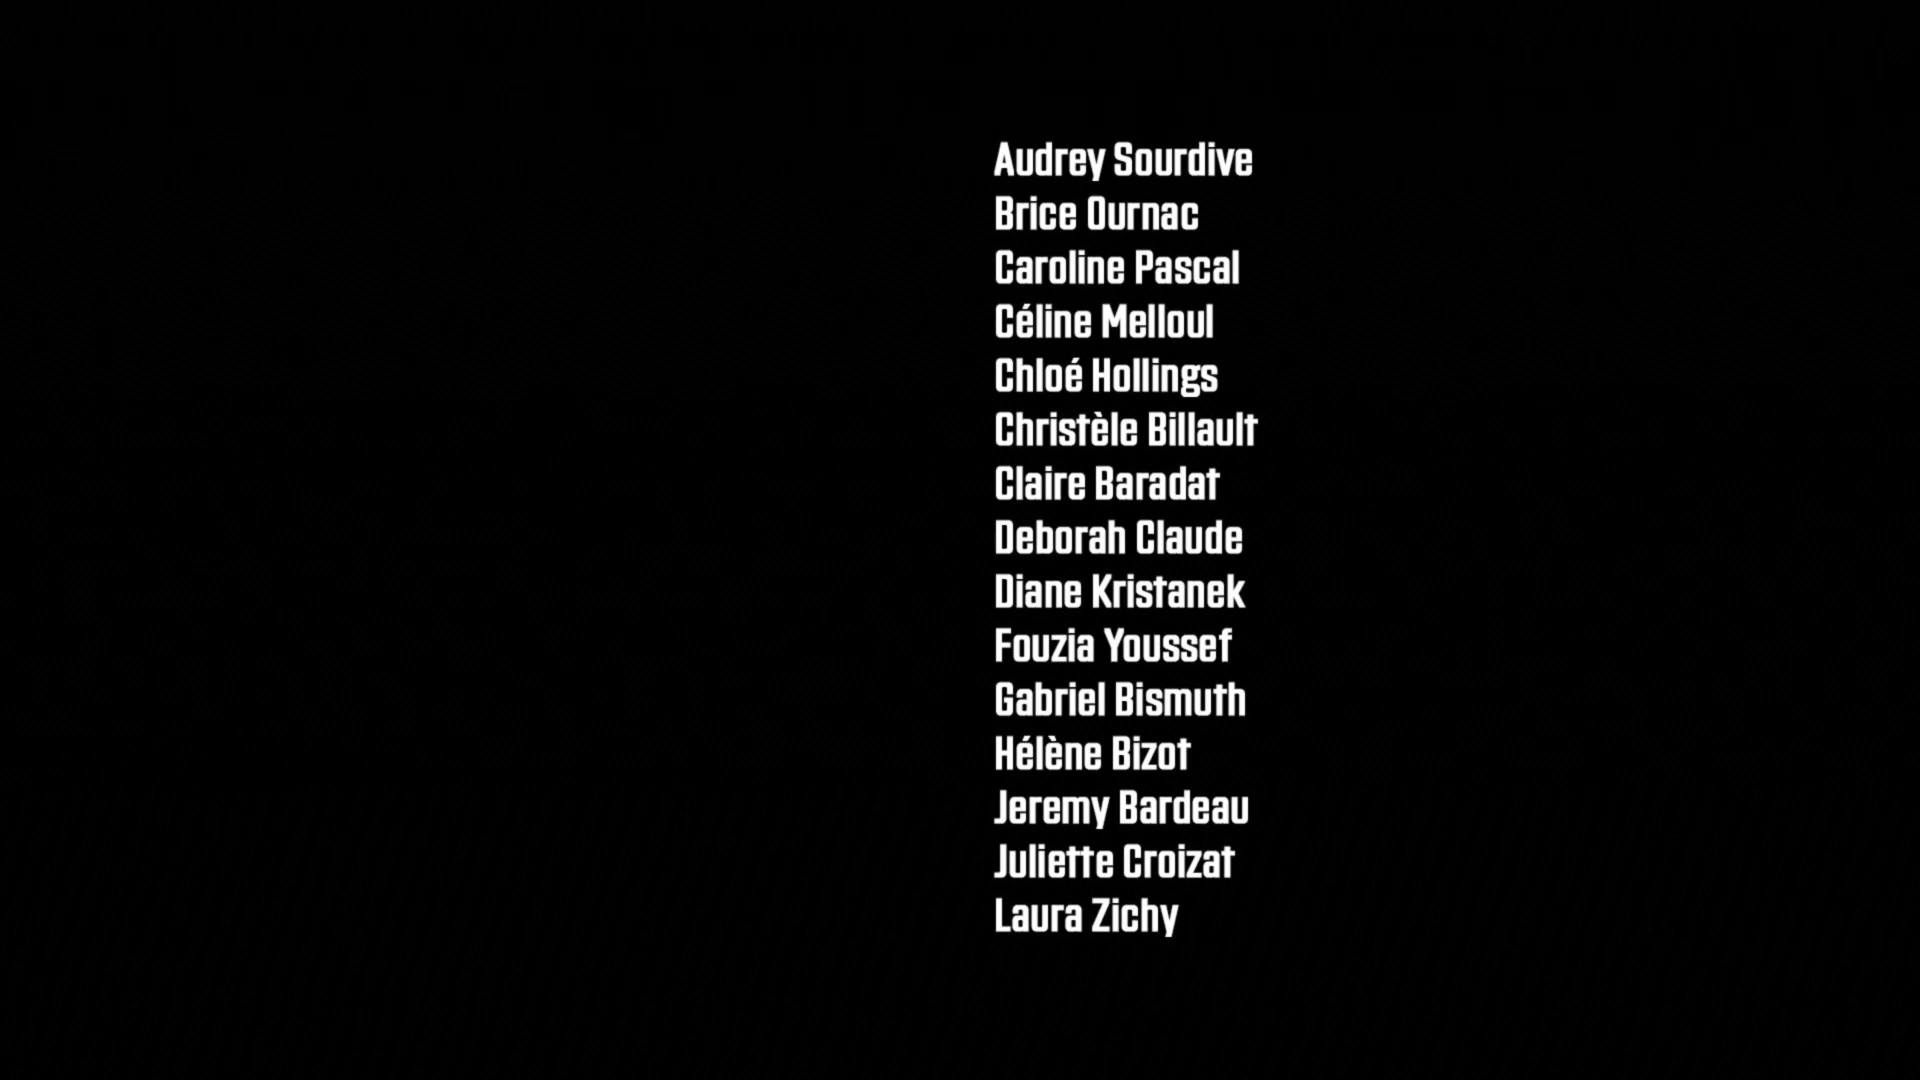 Audrey Sourdive
Brice Ournac
Caroline Pascal
Céline Melloul
Chloé Hollings
Christèle Billault
Claire Baradat
Deborah Claude
Diane Kristanek
Fouzia Youssef
Gabriel Bismuth
Hélène Bizot
Jeremy Bardeau
Juliette Croizat
Laura Zichy